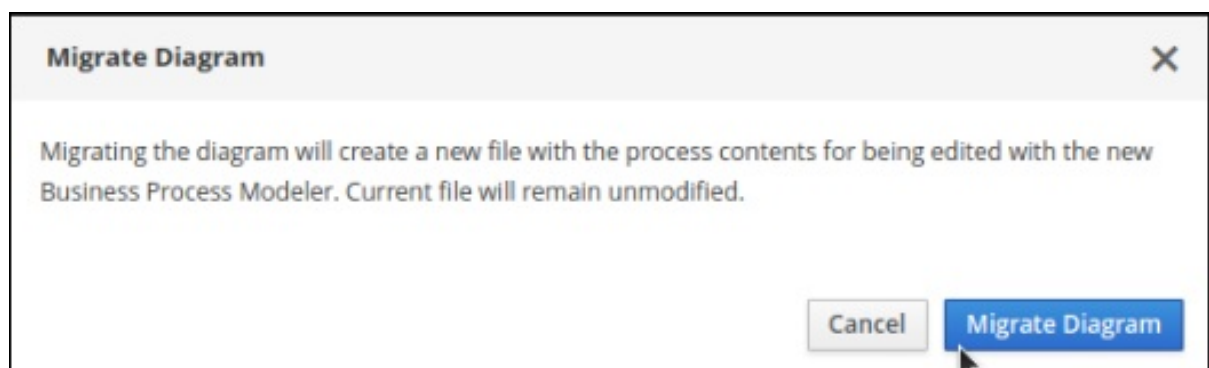 Migrate Diagram
Migrating the diagram will create a new file with the process contents for being edited with the new
Business Process Modeler. Current file will remain unmodified.
Cancel Migrate Diagram